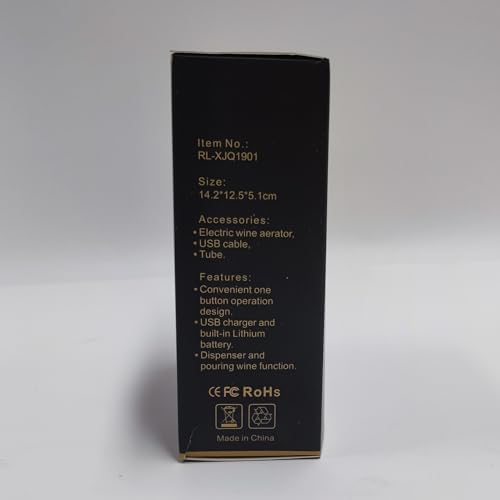 Item No.:
RL-XJQ1901
Size:
14.2*12.5*5.1cm
Accessories:
• Electric wine aerator,
• USB cable,
• Tube.
Features:
• Convenient one
button operation
design.
• USB charger and
built-in Lithium
battery.
• Dispenser and
pouring wine function.
CE FC RoHs
Made in China